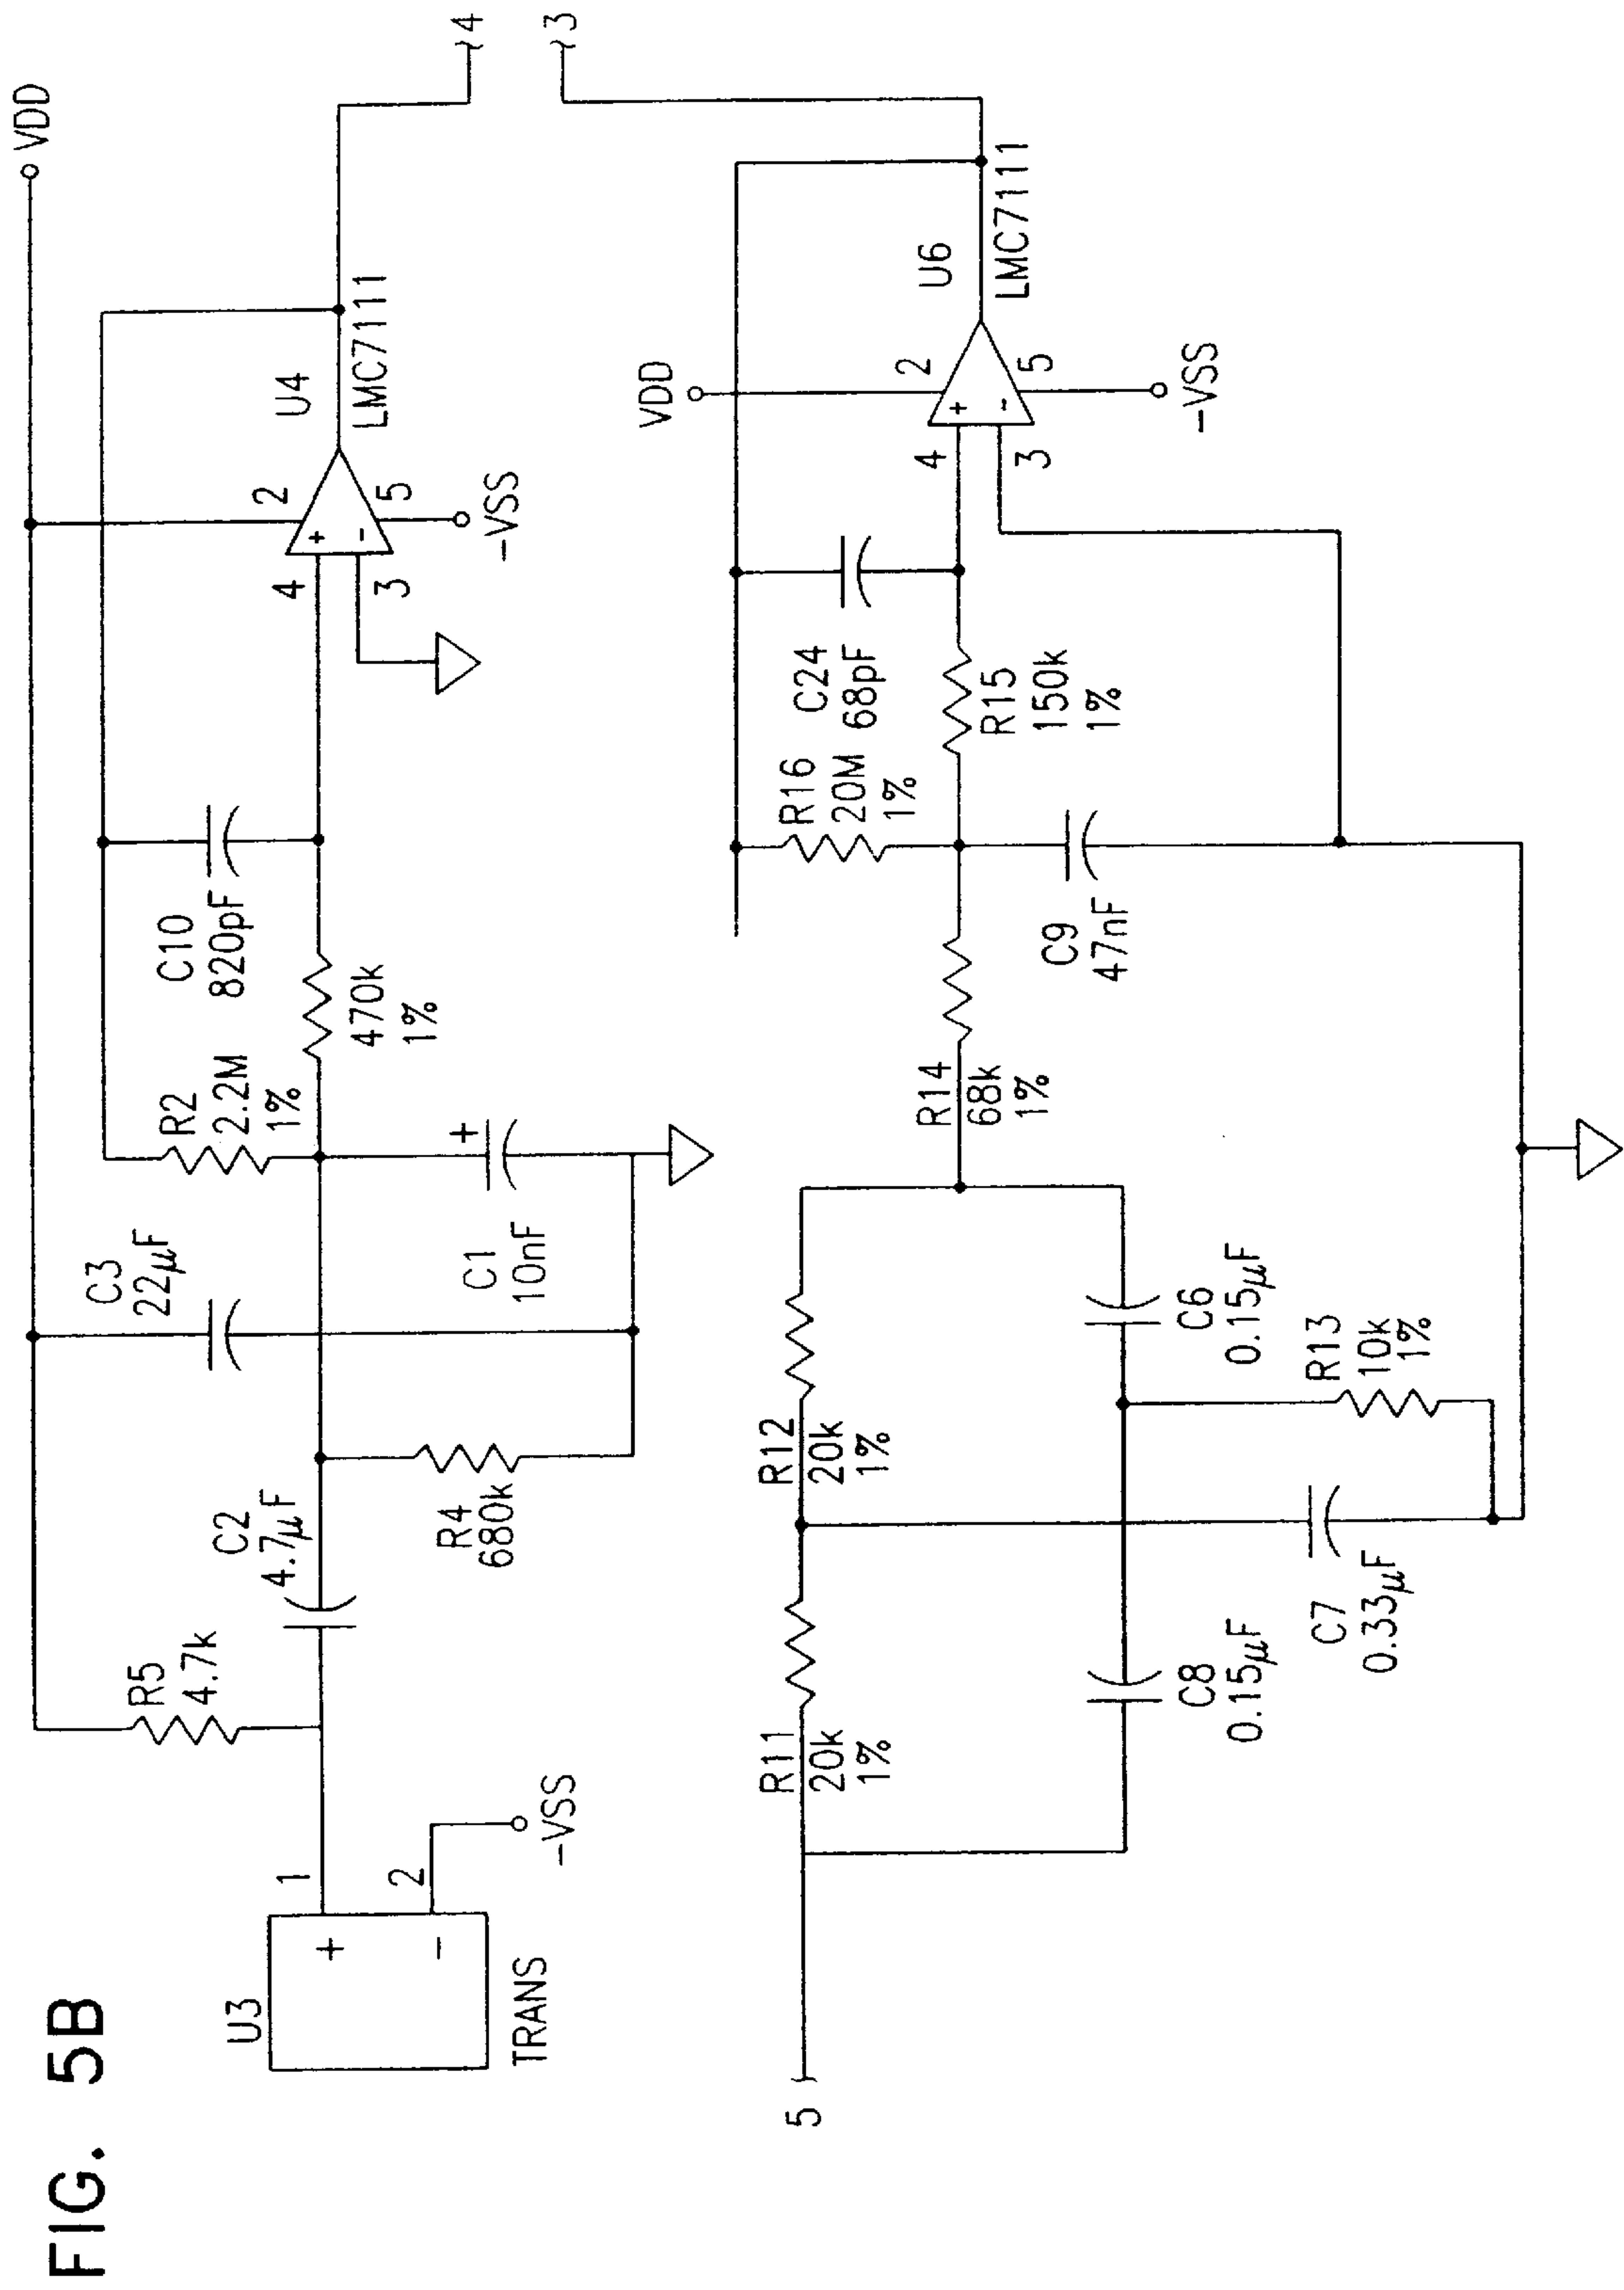 FIG. 5B
VDD
U3
+
-
TRANS
1
2
-VSS
R5
4.7k
C2
4.7µF
R4
680k
C3
22µF
R2
2.2M
1%
C1
10nF
+
470k
1%
C10
820pF
4
3
+
-
2
5
-VSS
U4
LMC7111
4
3
5
R11
20k
1%
R12
20k
1%
C8
0.15µF
C7
0.33µF
C6
0.15µF
R13
10k
1%
R14
68k
1%
R16
20M
1%
C9
47nF
C24
68pF
R15
150k
1%
4
3
+
-
VDD
2
5
-VSS
U6
LMC7111